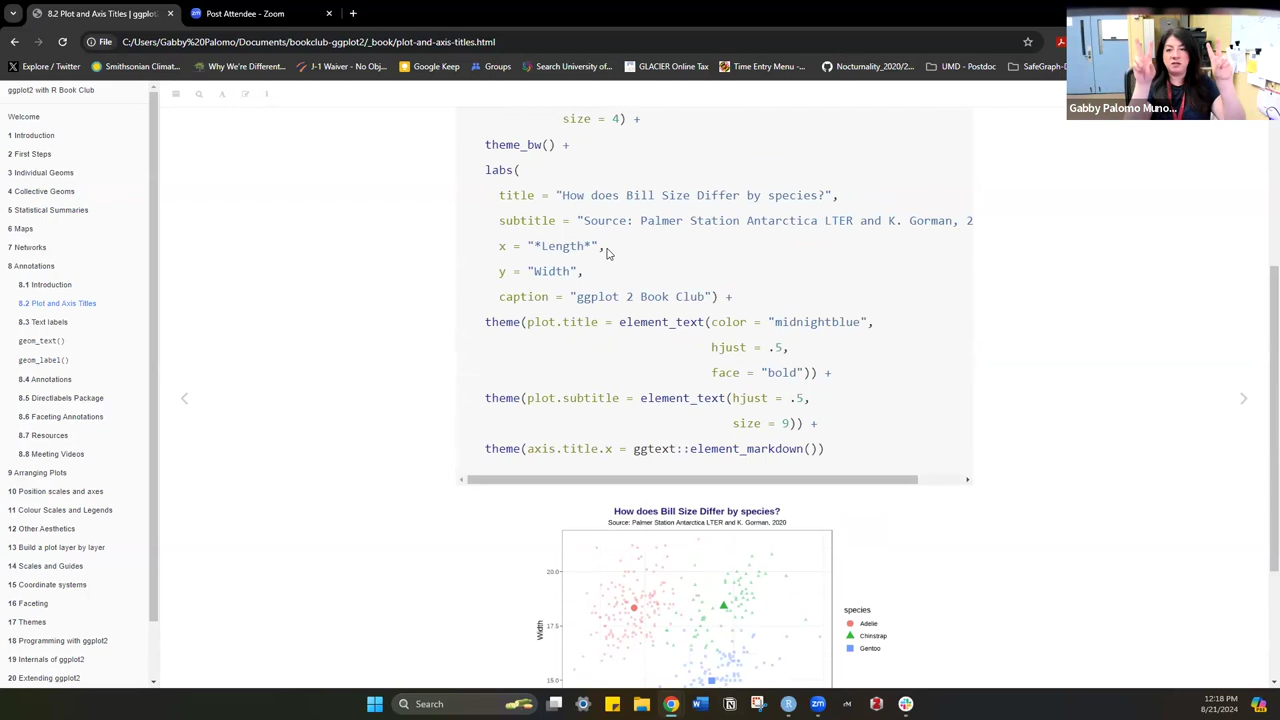 8.2 Plot and Axis Titles | ggplot
Post Attendee - Zoom
File
C:/Users/Gabby%20Palomo/Documents/bookclub-ggplot2/_book/plot-and-axis-titles.html
Explore / Twitter
Smithsonian Climat...
Why We're Different...
J-1 Waiver - No Obj...
Google Keep
of Universit...
GLACIER Online Tax
Entry Menu -
Nocturnality_2020/2...
UMD - Postdoc
SafeGraph-D
Gabby Palomo Muno...
ggplot2 with R Book Club
Welcome
1 Introduction
2 First Steps
3 Individual Geoms
4 Collective Geoms
5 Statistical Summaries
6 Maps
7 Networks
8 Annotations
8.1 Introduction
8.2 Plot and Axis Titles
8.3 Text labels
geom_text()
geom_label()
8.4 Annotations
8.5 Directlabels Package
8.6 Faceting Annotations
8.7 Resources
8.8 Meeting Videos
9 Arranging Plots
10 Position scales and axes
11 Colour Scales and Legends
12 Other Aesthetics
13 Build a plot layer by layer
14 Scales and Guides
15 Coordinate systems
16 Faceting
17 Themes
18 Programming with ggplot2
19 Internals of ggplot2
20 Extending ggplot2
size = 4) +
theme_bw() +
labs(
title = "How does Bill Size Differ by species?",
subtitle = "Source: Palmer Station Antarctica LTER and K. Gorman, 2
x = "*Length*",
y = "Width",
caption = "ggplot 2 Book Club") +
theme(plot.title = element_text(color = "midnightblue",
hjust = .5,
face = "bold")) +
theme(plot.subtitle = element_text(hjust = .5,
size = 9)) +
theme(axis.title.x = ggtext::element_markdown())
How does Bill Size Differ by species?
Source: Palmer Station Antarctica LTER and K. Gorman, 2020
20.0
17.5
15.0
Width
species
Adelie
Chinstrap
Gentoo
Search
12:18 PM
8/21/2024